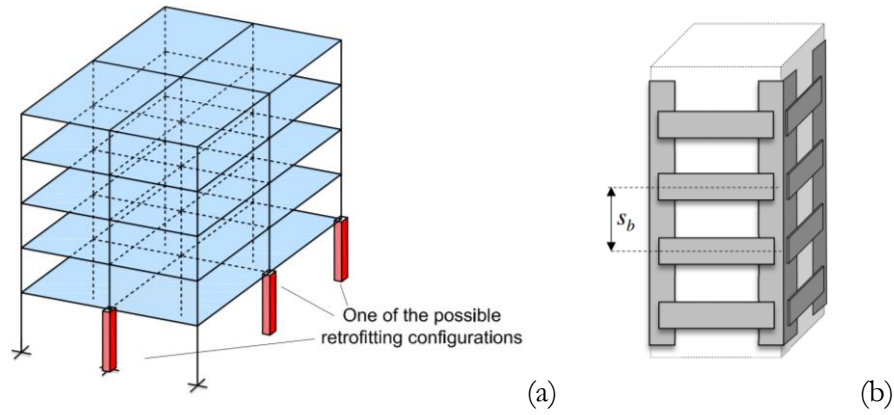 One of the possible
retrofitting configurations
(a)
s_b
(b)